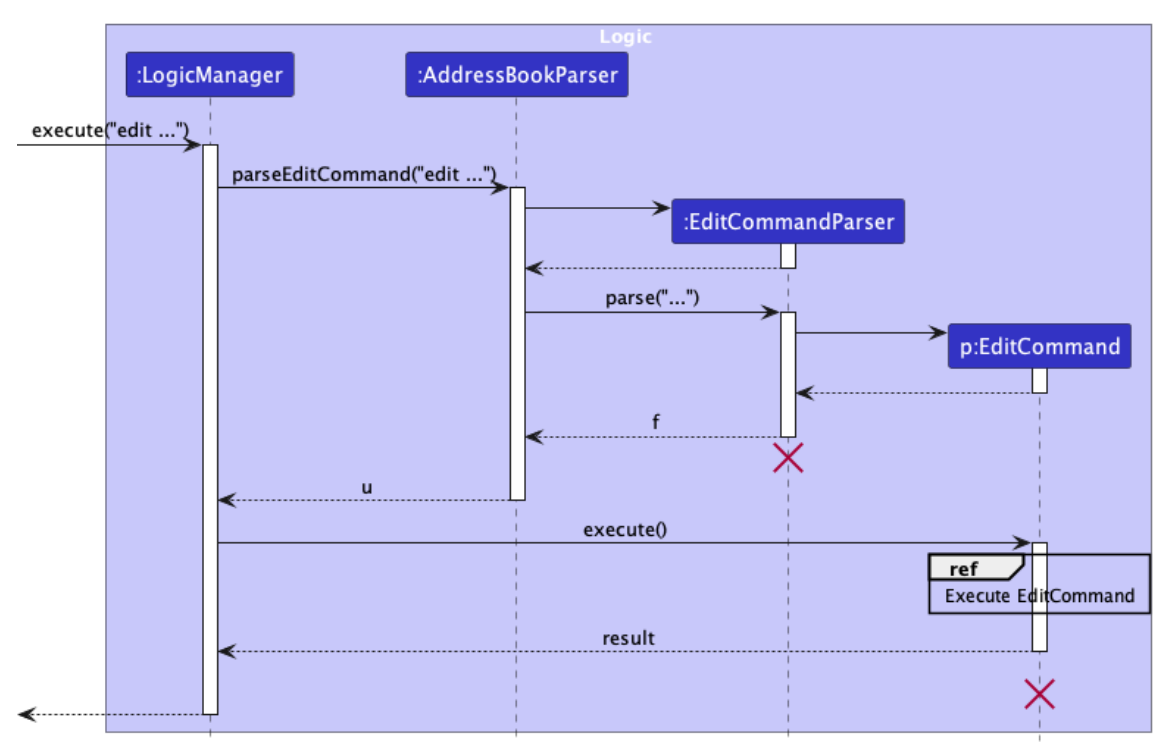 Logic
:LogicManager
:AddressBookParser
execute("edit ...")
parseEditCommand("edit ...")
:EditCommandParser
parse("...")
p:EditCommand
f
u
execute()
ref
Execute EditCommand
result